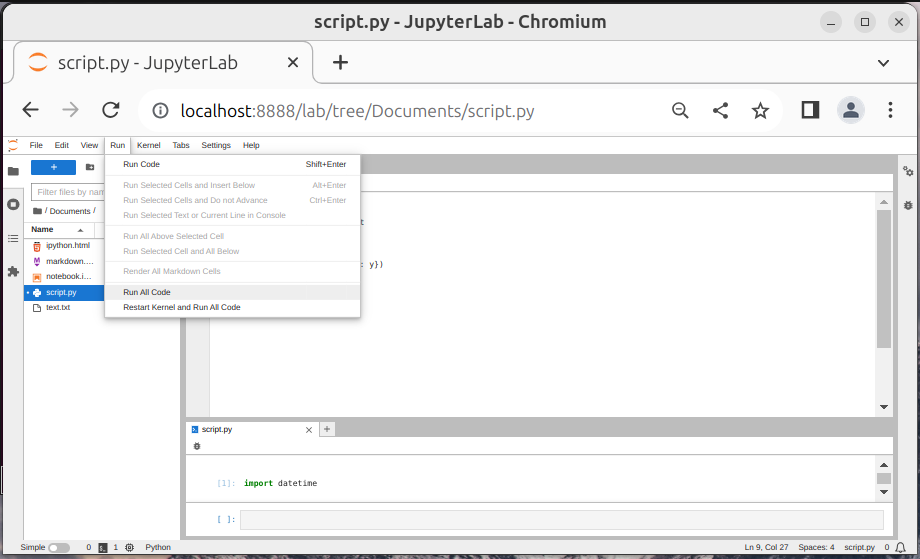 script.py - JupyterLab - Chromium
script.py - JupyterLab
localhost:8888/lab/tree/Documents/script.py
File Edit View Run Kernel Tabs Settings Help
Run Code Shift+Enter
Run Selected Cells and Insert Below Alt+Enter
Run Selected Cells and Do not Advance Ctrl+Enter
Run Selected Text or Current Line in Console
Run All Above Selected Cell
Run Selected Cell and All Below
Render All Markdown Cells
Run All Code
Restart Kernel and Run All Code
+
Filter files by nam
/ Documents /
Name
ipython.html
markdown....
notebook.i...
script.py
text.txt
t
: y})
script.py
[1]: import datetime
[ ]:
Simple 0 1 Python Ln 9, Col 27 Spaces: 4 script.py 0